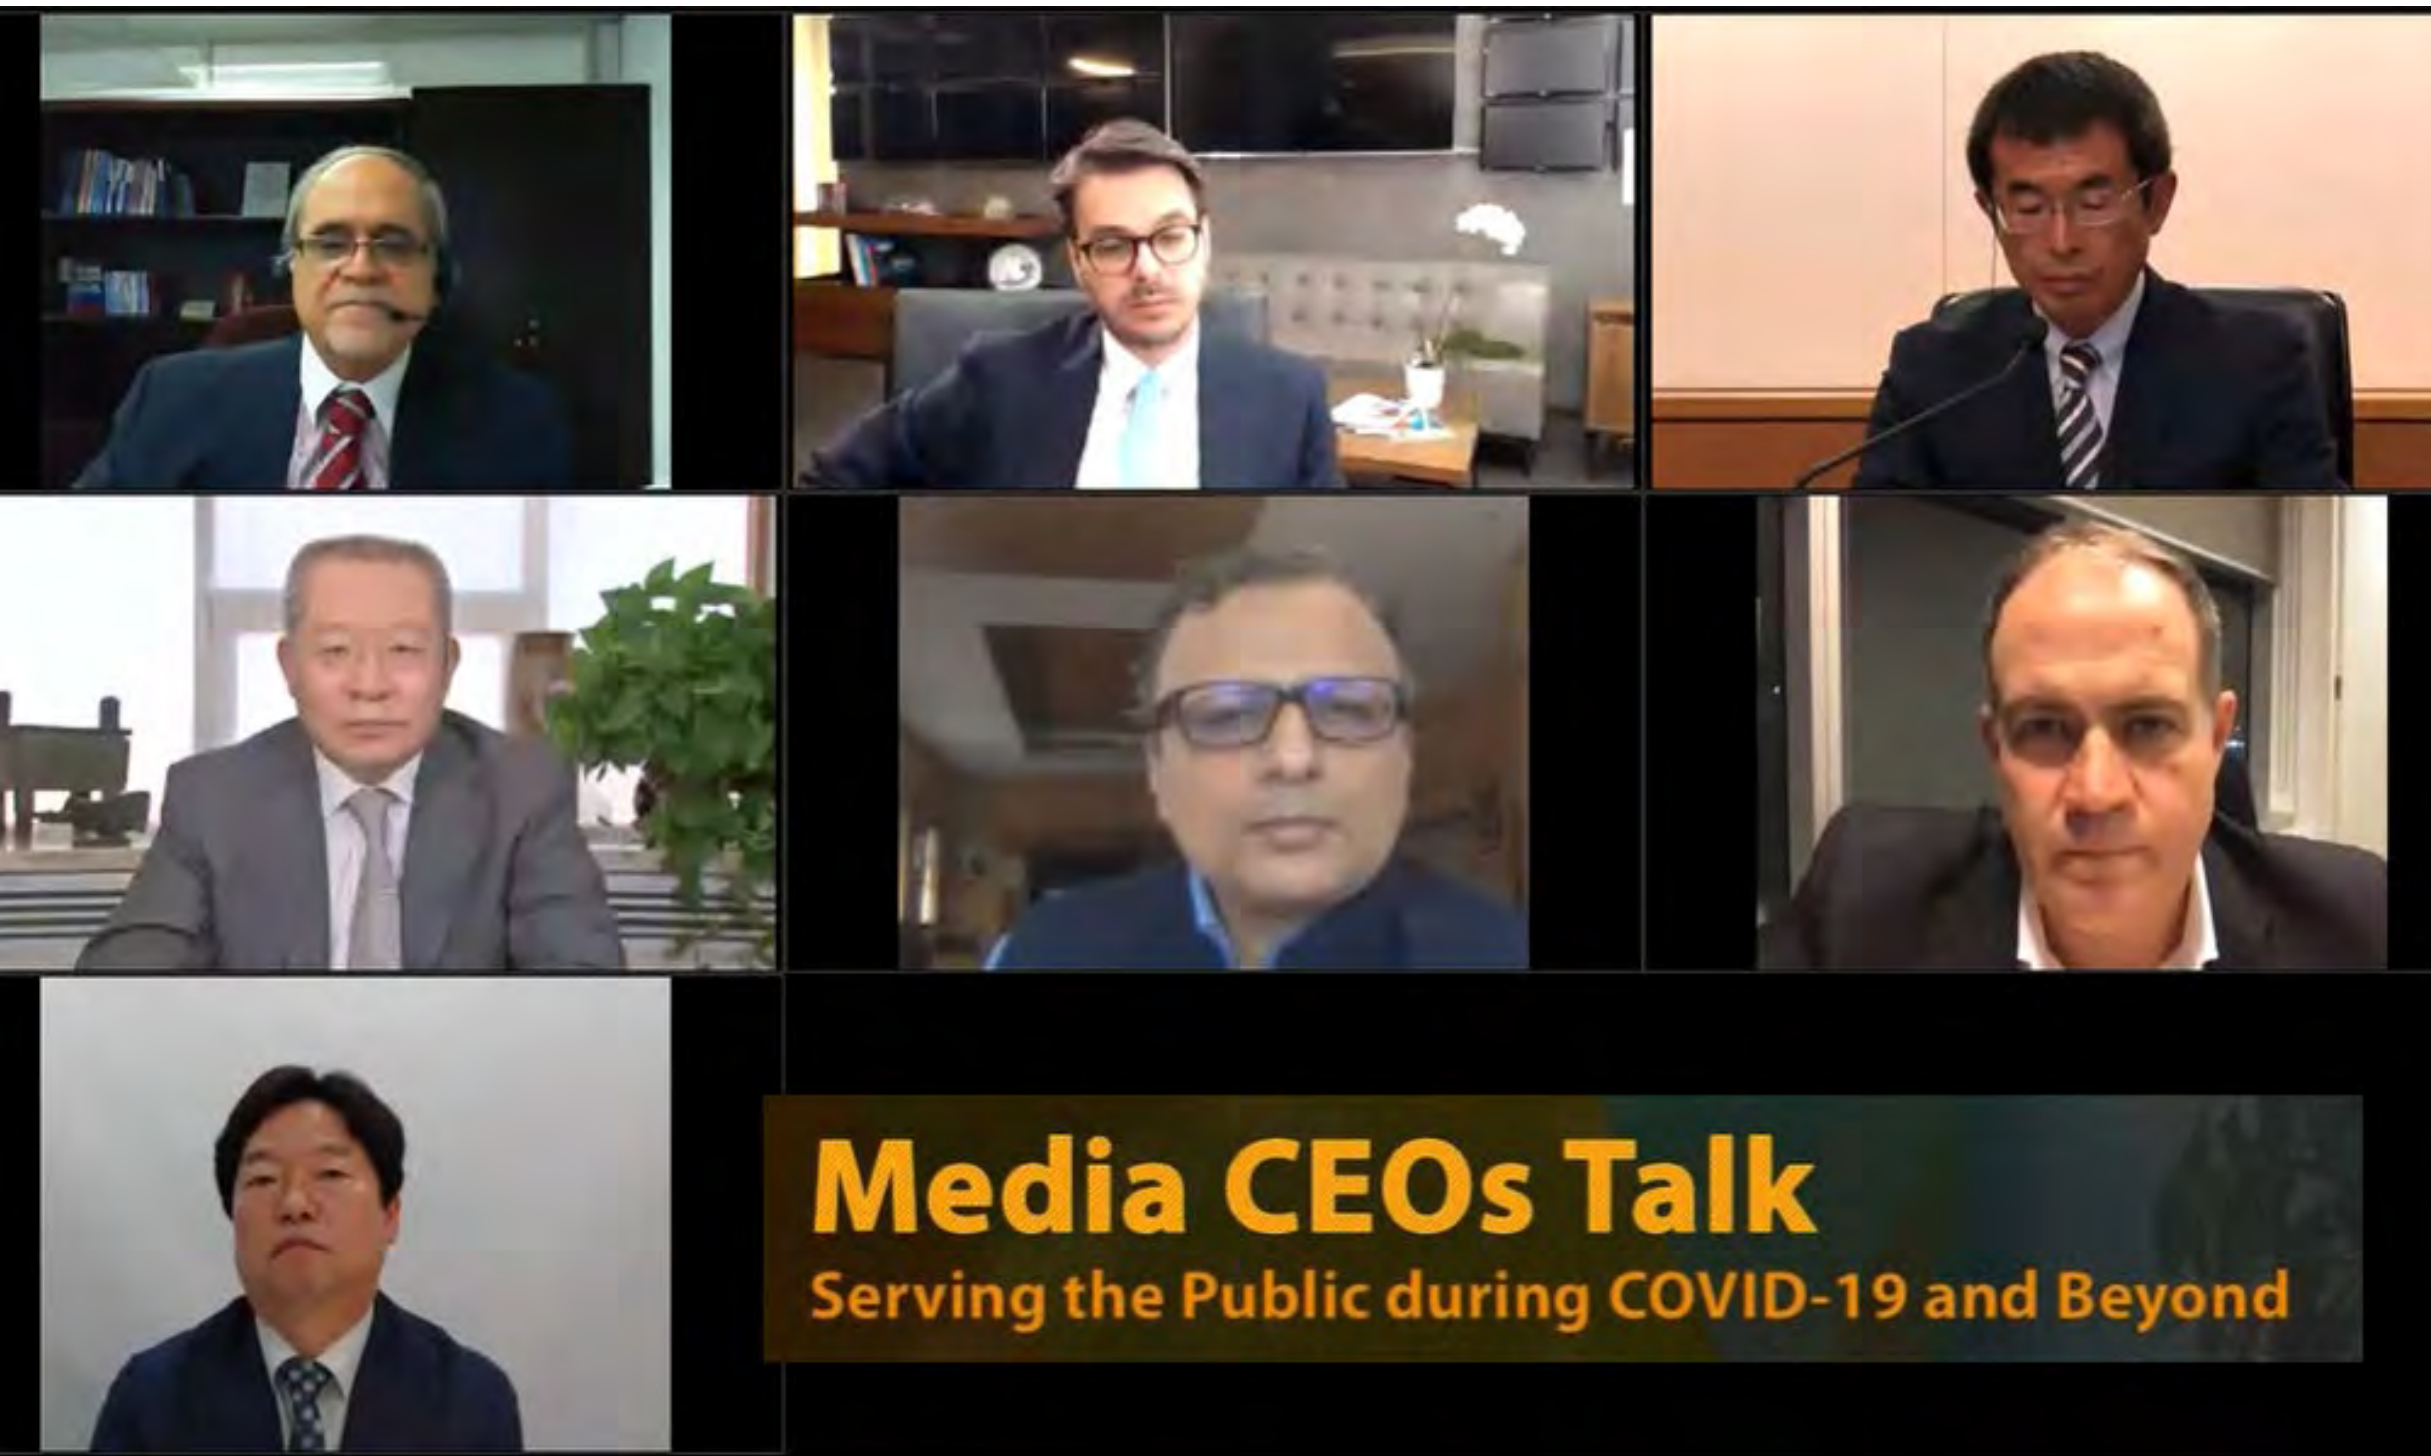 Media CEOs Talk
Serving the Public during COVID-19 and Beyond